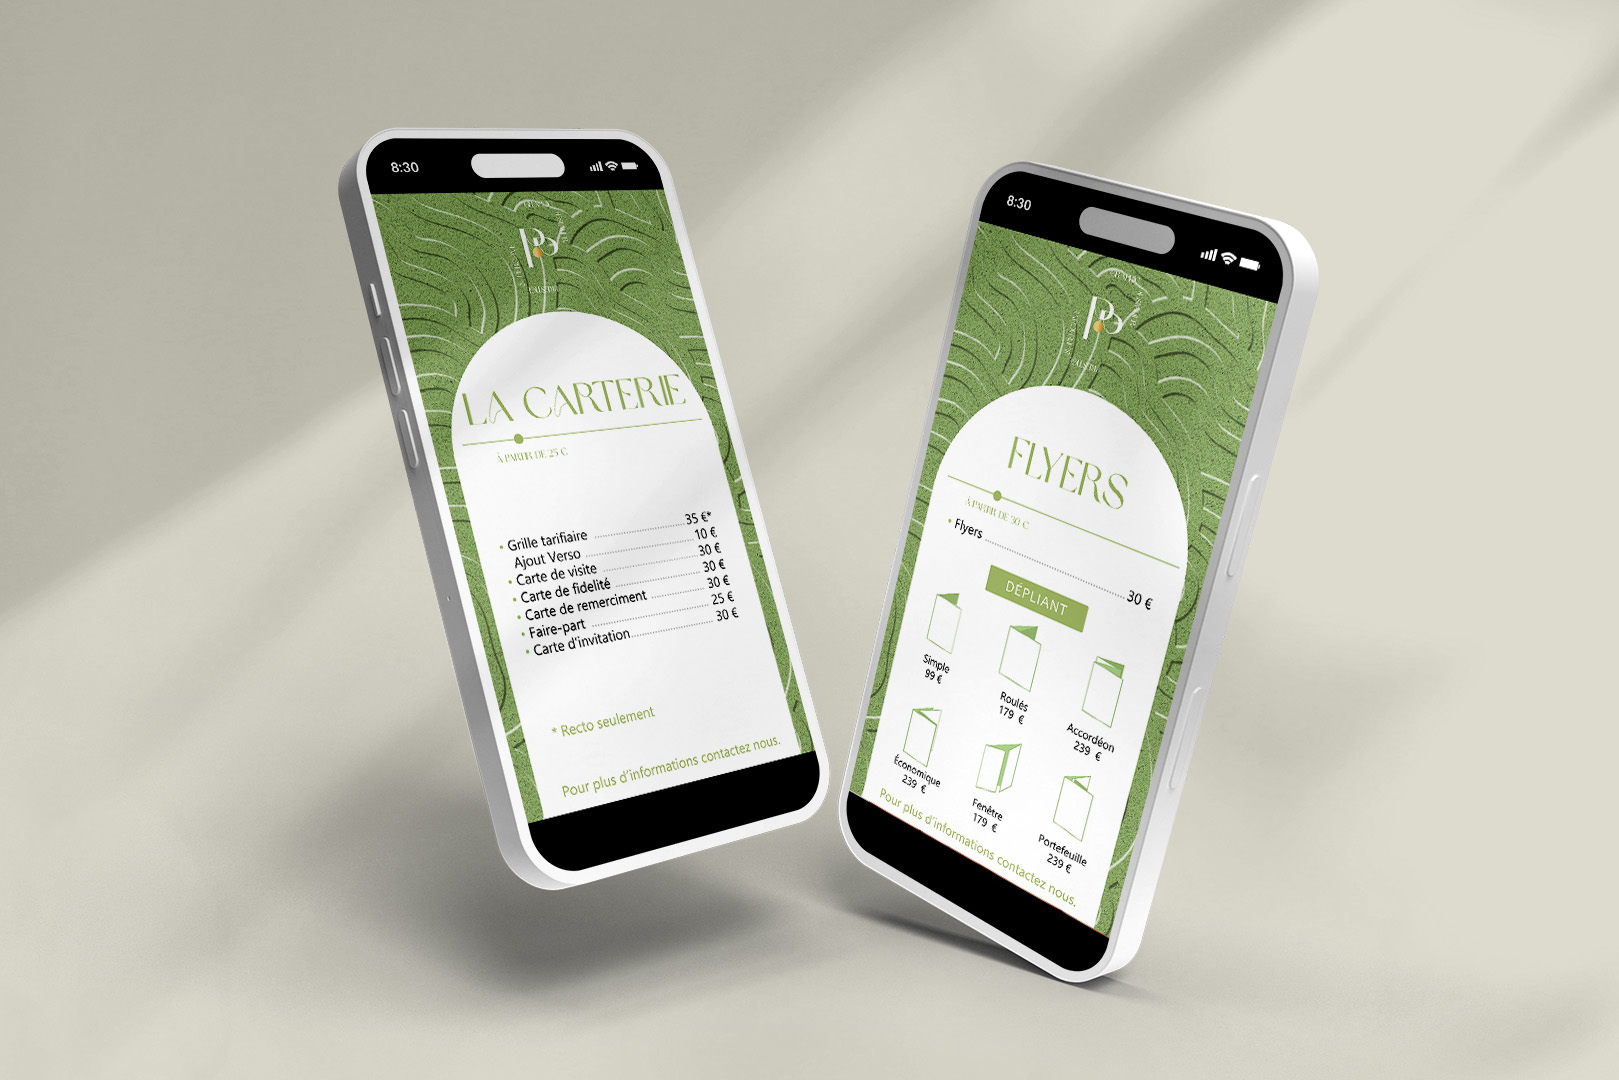 8:30
LA CARTERIE
À PARTIR DE 25 €
• Grille tarifiaire 35 €*
Ajout Verso 10 €
• Carte de visite 30 €
• Carte de fidelité 30 €
• Carte de remerciment 30 €
• Faire-part 25 €
• Carte d'invitation 30 €
* Recto seulement
Pour plus d'informations contactez nous.
8:30
FLYERS
À PARTIR DE 30 €
• Flyers 30 €
DÉPLIANT
Simple
99 €
Roulés
179 €
Accordéon
239 €
Économique
239 €
Fenêtre
179 €
Portefeuille
239 €
Pour plus d'informations contactez nous.